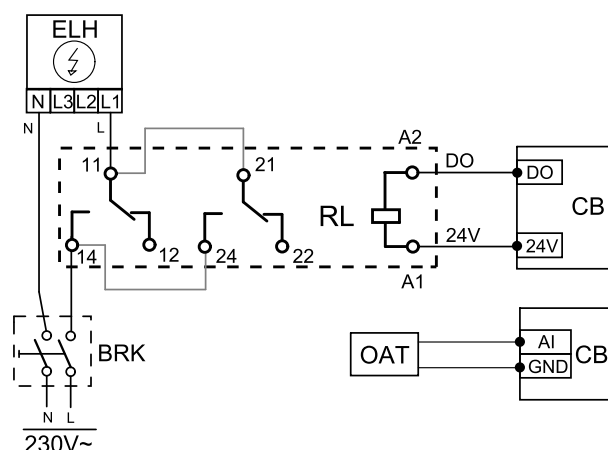 ELH
N L3 L2 L1
N L
A2
DO
11 21
DO
CB
RL
24V
24V
14 12 24 22
A1
BRK
AI
OAT
GND
CB
N L
230V~